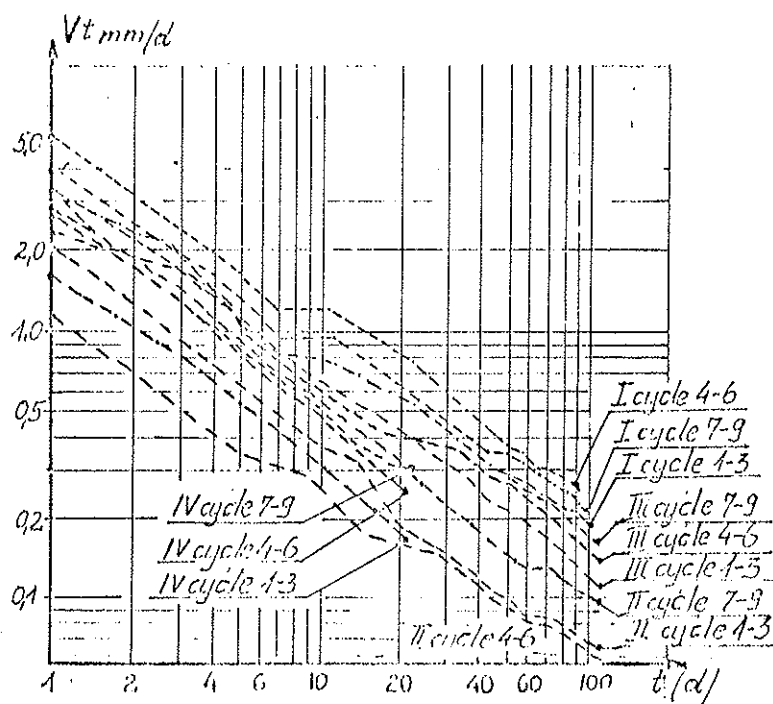 Vt mm/d
5,0
2,0
1,0
0,5
0,2
0,1
I cycle 4-6
I cycle 7-9
I cycle 1-3
III cycle 7-9
III cycle 4-6
III cycle 1-3
II cycle 7-9
II cycle 1-3
IV cycle 7-9
IV cycle 4-6
IV cycle 1-3
II cycle 4-6
1 2 4 6 10 20 40 60 100 t (d)